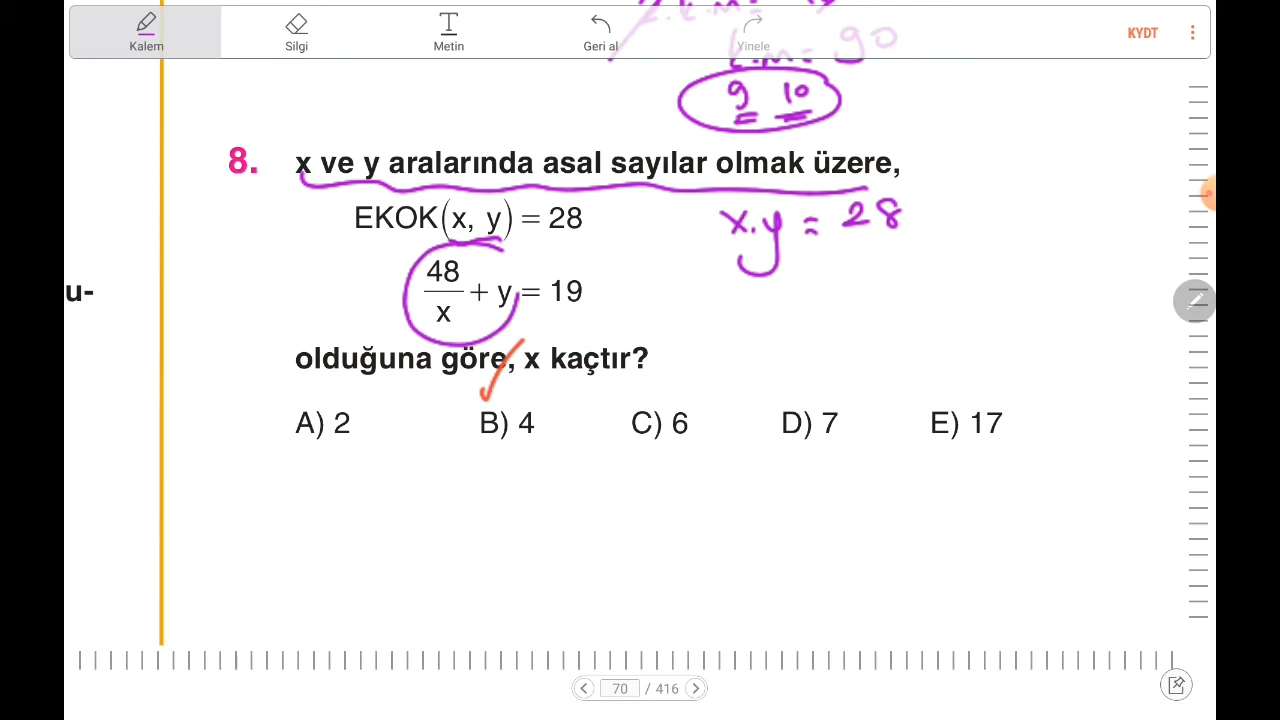 Kalem Silgi Metin Geri al Yinele KYDT
90
9 10
8. x ve y aralarında asal sayılar olmak üzere,
EKOK(x, y) = 28
x.y = 28
48/x + y = 19
u-
olduğuna göre, x kaçtır?
A) 2 B) 4 C) 6 D) 7 E) 17
70 / 416